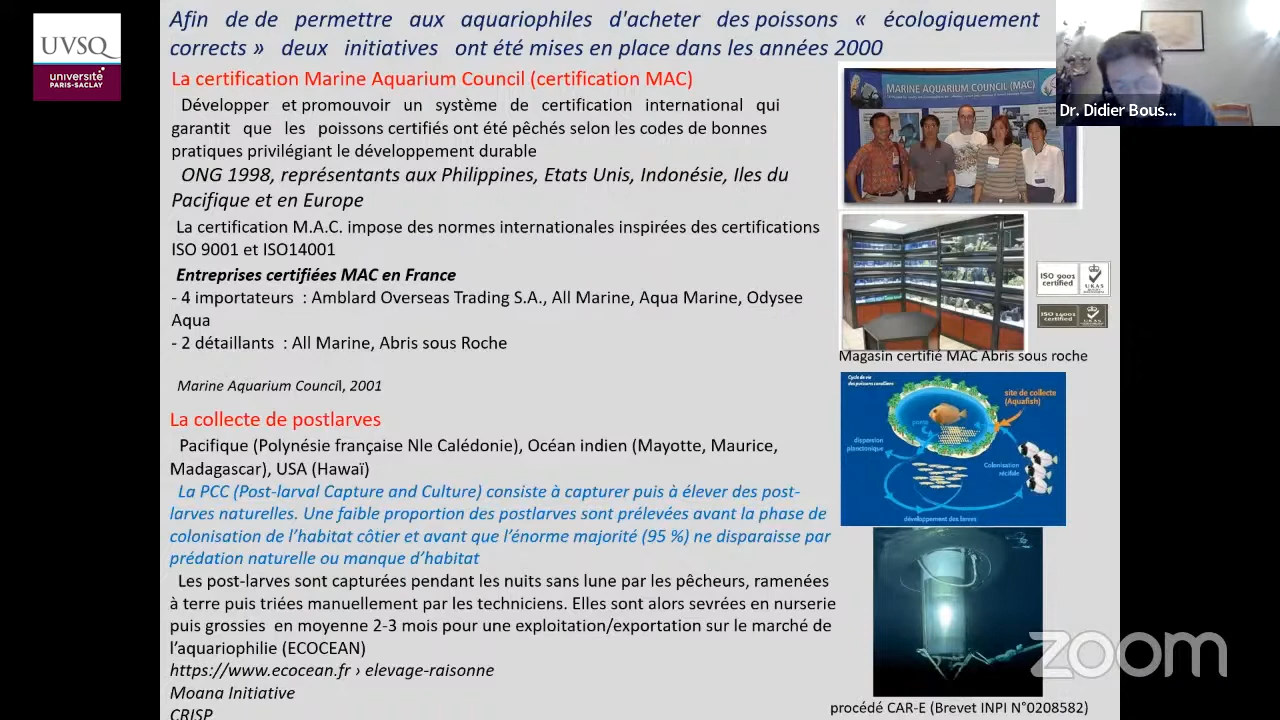 UVSQ
université
PARIS-SACLAY
Afin de de permettre aux aquariophiles d'acheter des poissons « écologiquement
corrects » deux initiatives ont été mises en place dans les années 2000
La certification Marine Aquarium Council (certification MAC)
Déveloper et promouvoir un système de certification international qui
garantit que les poissons certifiés ont été pêchés selon les codes de bonnes
pratiques privilégiant le développement durable
ONG 1998, représentants aux Philippines, Etats Unis, Indonésie, Iles du
Pacifique et en Europe
La certification M.A.C. impose des normes internationales inspirées des certifications
ISO 9001 et ISO14001
Entreprises certifiées MAC en France
- 4 importateurs : Amblard Overseas Trading S.A., All Marine, Aqua Marine, Odysee
Aqua
- 2 détaillants : All Marine, Abris sous Roche
Marine Aquarium Council, 2001
La collecte de postlarves
Pacifique (Polynésie française Nle Calédonie), Océan indien (Mayotte, Maurice,
Madagascar), USA (Hawaï)
La PCC (Post-larval Capture and Culture) consiste à capturer puis à élever des post-
larves naturelles. Une faible proportion des postlarves sont prélevées avant la phase de
colonisation de l'habitat côtier et avant que l'énorme majorité (95 %) ne disparaisse par
prédation naturelle ou manque d'habitat
Les post-larves sont capturées pendant les nuits sans lune par les pêcheurs, ramenées
à terre puis triées manuellement par les techniciens. Elles sont alors sevrées en nurserie
puis grossies en moyenne 2-3 mois pour une exploitation/exportation sur le marché de
l'aquariophilie (ECOCEAN)
https://www.ecocean.fr › elevage-raisonne
Moana Initiative
CRISP
MARINE AQUARIUM COUNCIL (MAC)
Dr. Didier Bous...
ISO 9001
certified
UKAS
ISO 14001
certified
Magasin certifié MAC Abris sous roche
Cycle de vie
des poissons coralliens
site de collecte
(Aquafish)
ponte
dispersion
planctonique
Colonisation
récifale
développement des larves
zoom
procédé CAR-E (Brevet INPI N°0208582)